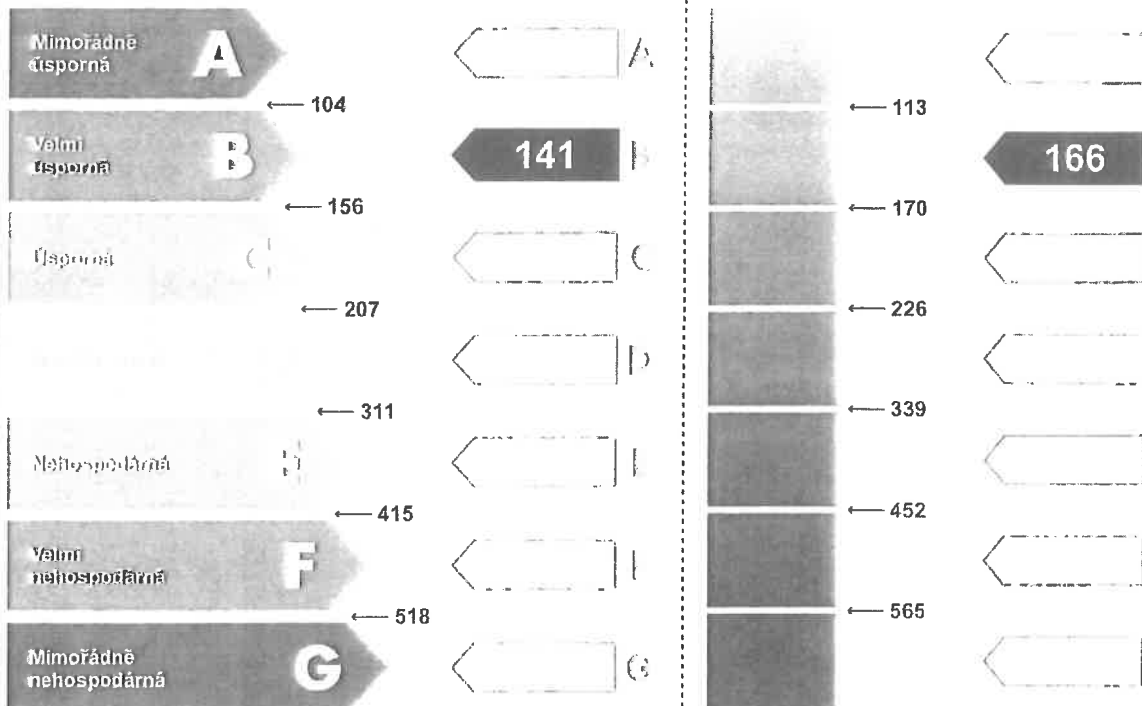 Mimořádně
úsporná
A
A
← 104
← 113
Velmi
úsporná
B
141
B
166
← 156
← 170
Úsporná
C
C
← 207
← 226
D
← 311
← 339
Nehospodárná
← 415
← 452
Velmi
nehospodárná
F
← 518
← 565
Mimořádně
nehospodárná
G
G